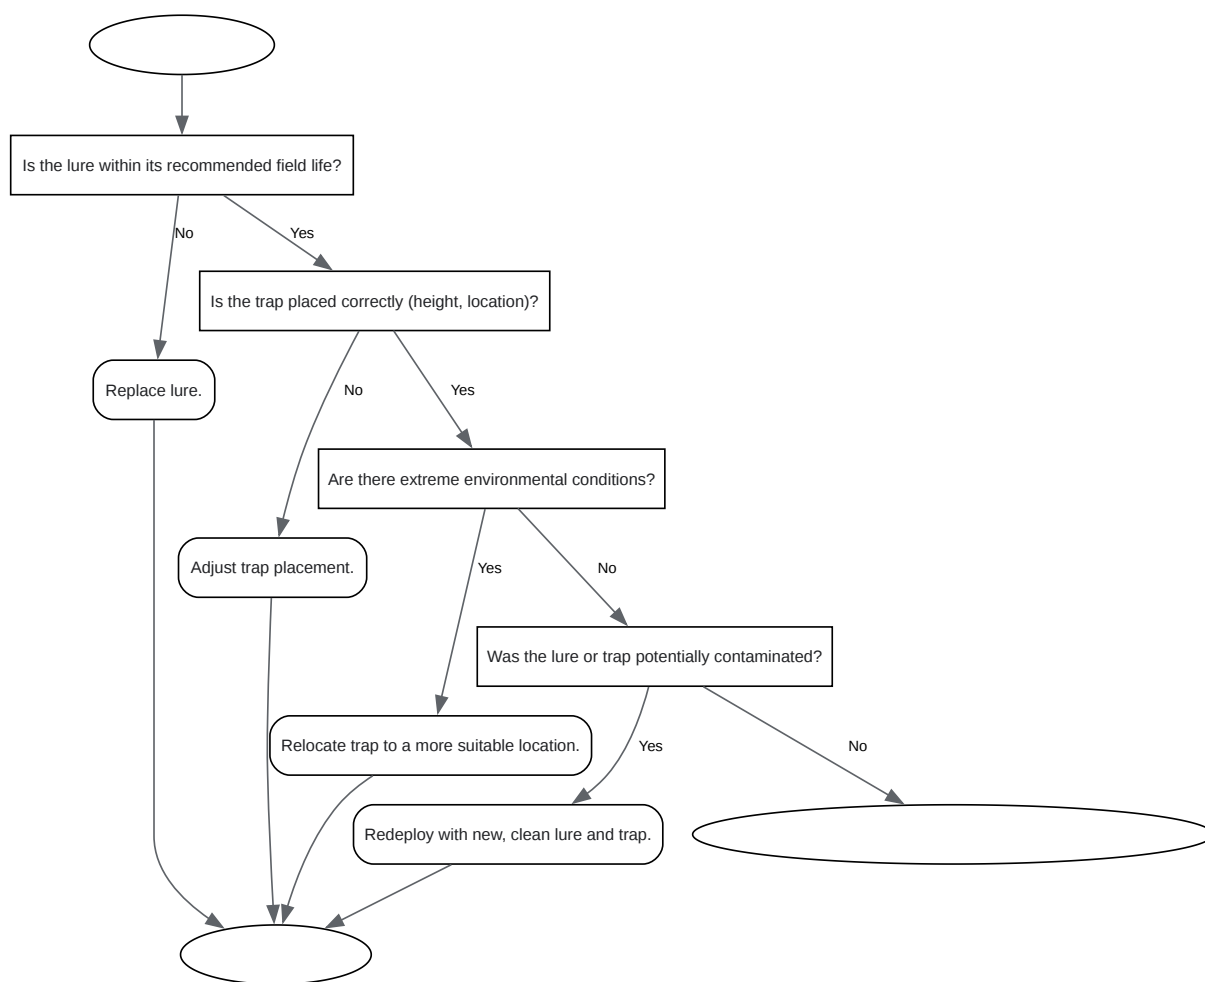 Is the lure within its recommended field life?
No
Yes
Is the trap placed correctly (height, location)?
Replace lure.
No
Yes
Are there extreme environmental conditions?
Adjust trap placement.
Yes
No
Was the lure or trap potentially contaminated?
Relocate trap to a more suitable location.
Yes
No
Redeploy with new, clean lure and trap.